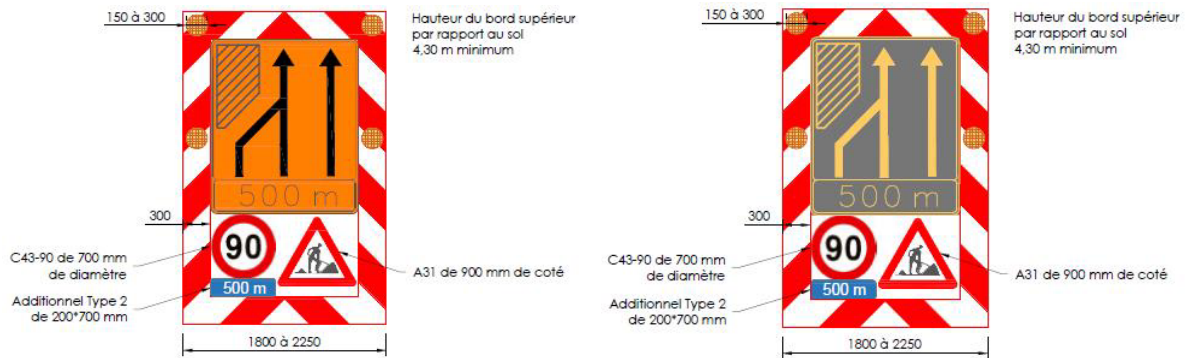 150 à 300
Hauteur du bord supérieur
par rapport au sol
4,30 m minimum
500 m
300
90
C43-90 de 700 mm
de diamètre
A31 de 900 mm de coté
500 m
Additionnel Type 2
de 200*700 mm
1800 à 2250
150 à 300
Hauteur du bord supérieur
par rapport au sol
4,30 m minimum
500 m
300
90
C43-90 de 700 mm
de diamètre
A31 de 900 mm de coté
500 m
Additionnel Type 2
de 200*700 mm
1800 à 2250